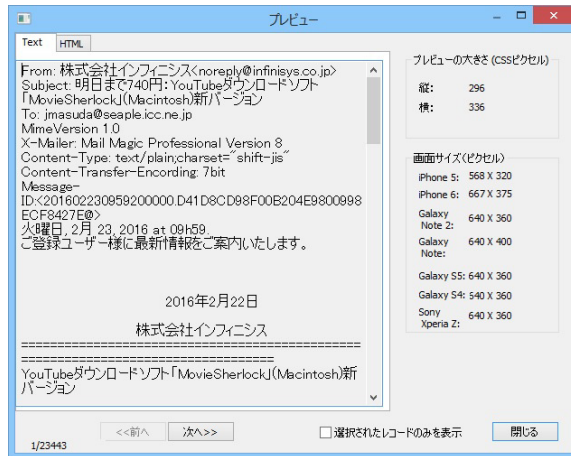 プレビュー
Text HTML
From: 株式会社インフィニシス<noreply@infinisys.co.jp>
Subject: 明日まで740円：YouTubeダウンロードソフト
「MovieSherlock」(Macintosh)新バージョン
To: jmasuda@seaple.icc.ne.jp
MimeVersion 1.0
X-Mailer: Mail Magic Professional Version 8
Content-Type: text/plain;charset="shift-jis"
Content-Transfer-Encoding: 7bit
Message-
ID:<201602230959200000.D41D8CD98F00B204E9800998
ECF8427E@>
火曜日, 2月 23, 2016 at 09h59.
ご登録ユーザー様に最新情報をご案内いたします。
2016年2月22日
株式会社インフィニシス
===============================================
===================================
YouTubeダウンロードソフト「MovieSherlock」(Macintosh)新
バージョン
プレビューの大きさ (CSSピクセル)
縦: 296
横: 336
画面サイズ(ピクセル)
iPhone 5: 568 X 320
iPhone 6: 667 X 375
Galaxy
Note 2: 640 X 360
Galaxy
Note: 640 X 400
Galaxy S5: 640 X 360
Galaxy S4: 540 X 360
Sony
Xperia Z: 640 X 360
<<前へ 次へ>>
選択されたレコードのみを表示
閉じる
1/23443